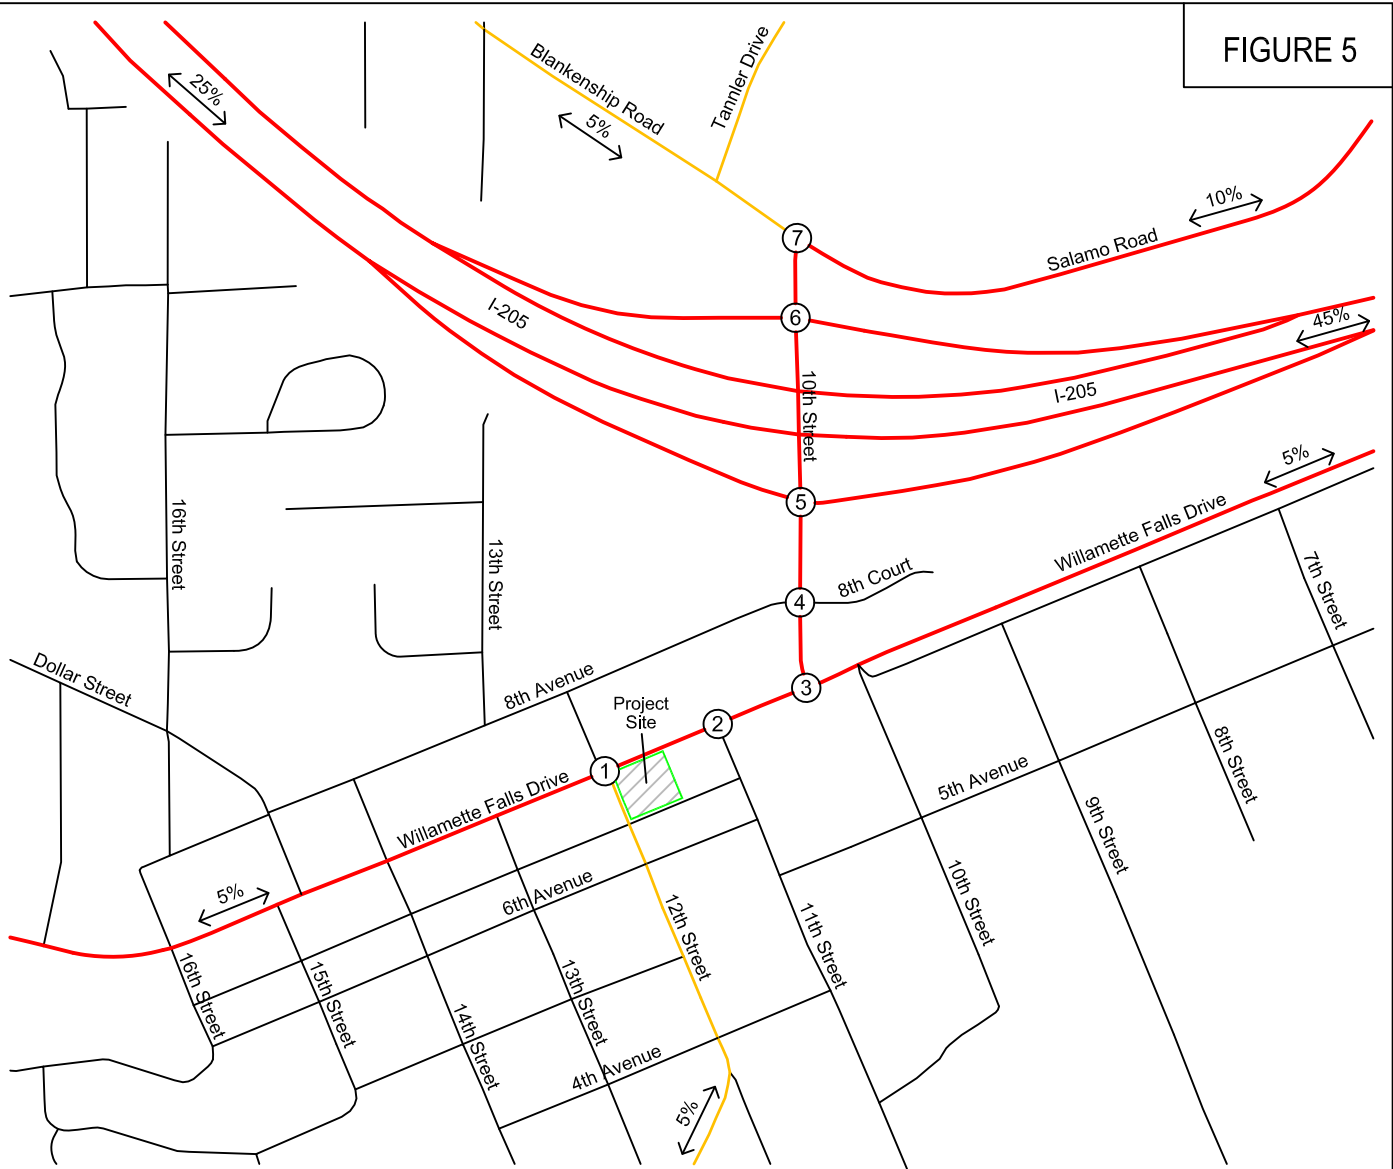 FIGURE 5
25%
Blankenship Road
5%
Tannler Drive
7
10%
Salamo Road
I-205
6
45%
10th Street
I-205
5
5%
Willamette Falls Drive
16th Street
13th Street
8th Court
4
7th Street
Dollar Street
8th Avenue
Project
Site
3
2
1
8th Street
Willamette Falls Drive
5th Avenue
9th Street
5%
6th Avenue
12th Street
11th Street
10th Street
16th Street
15th Street
13th Street
14th Street
4th Avenue
5%